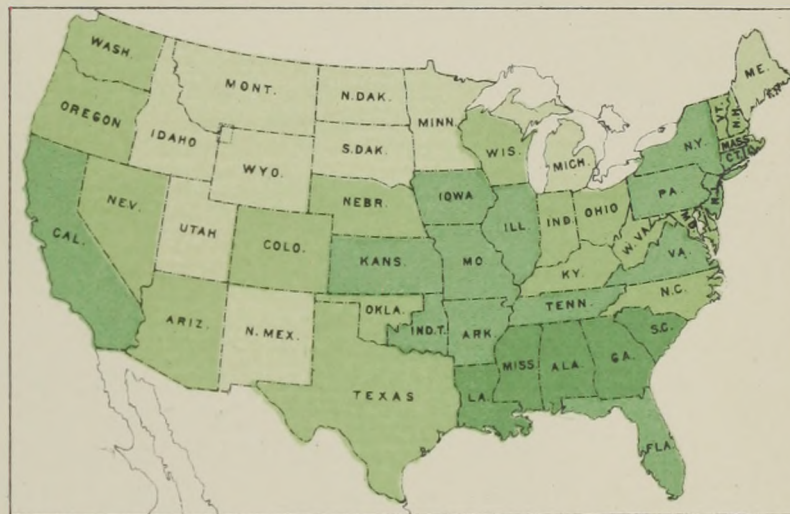 WASH.
OREGON
CAL.
NEV.
IDAHO
MONT.
WYO.
UTAH
ARIZ.
COLO.
N. MEX.
N. DAK.
S. DAK.
NEBR.
KANS.
OKLA.
IND. T.
TEXAS
MINN.
IOWA
MO
ARK.
LA.
WIS.
ILL.
MICH.
IND.
OHIO
KY.
TENN.
MISS.
ALA.
GA.
FLA.
S.C.
N.C.
VA.
W. VA.
PA.
N.Y.
N.J.
VT.
N.H.
ME.
MASS.
CT.